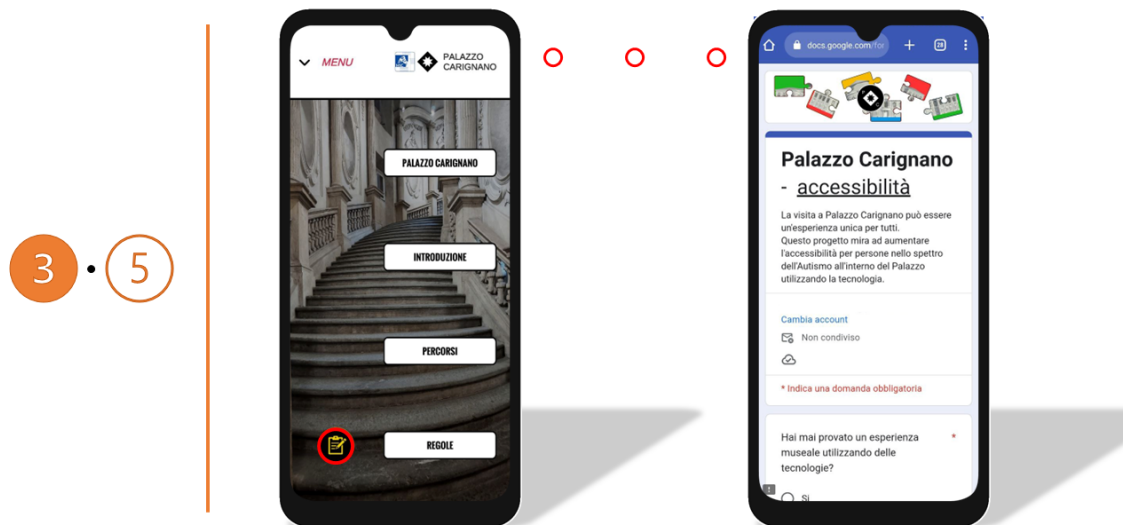 3 · 5
MENU
PALAZZO
CARIGNANO
PALAZZO CARIGNANO
INTRODUZIONE
PERCORSI
REGOLE
docs.google.com/for
28
Palazzo Carignano
- accessibilità
La visita a Palazzo Carignano può essere
un'esperienza unica per tutti.
Questo progetto mira ad aumentare
l'accessibilità per persone nello spettro
dell'Autismo all'interno del Palazzo
utilizzando la tecnologia.
Cambia account
Non condiviso
* Indica una domanda obbligatoria
Hai mai provato un esperienza *
museale utilizzando delle
tecnologie?
Si